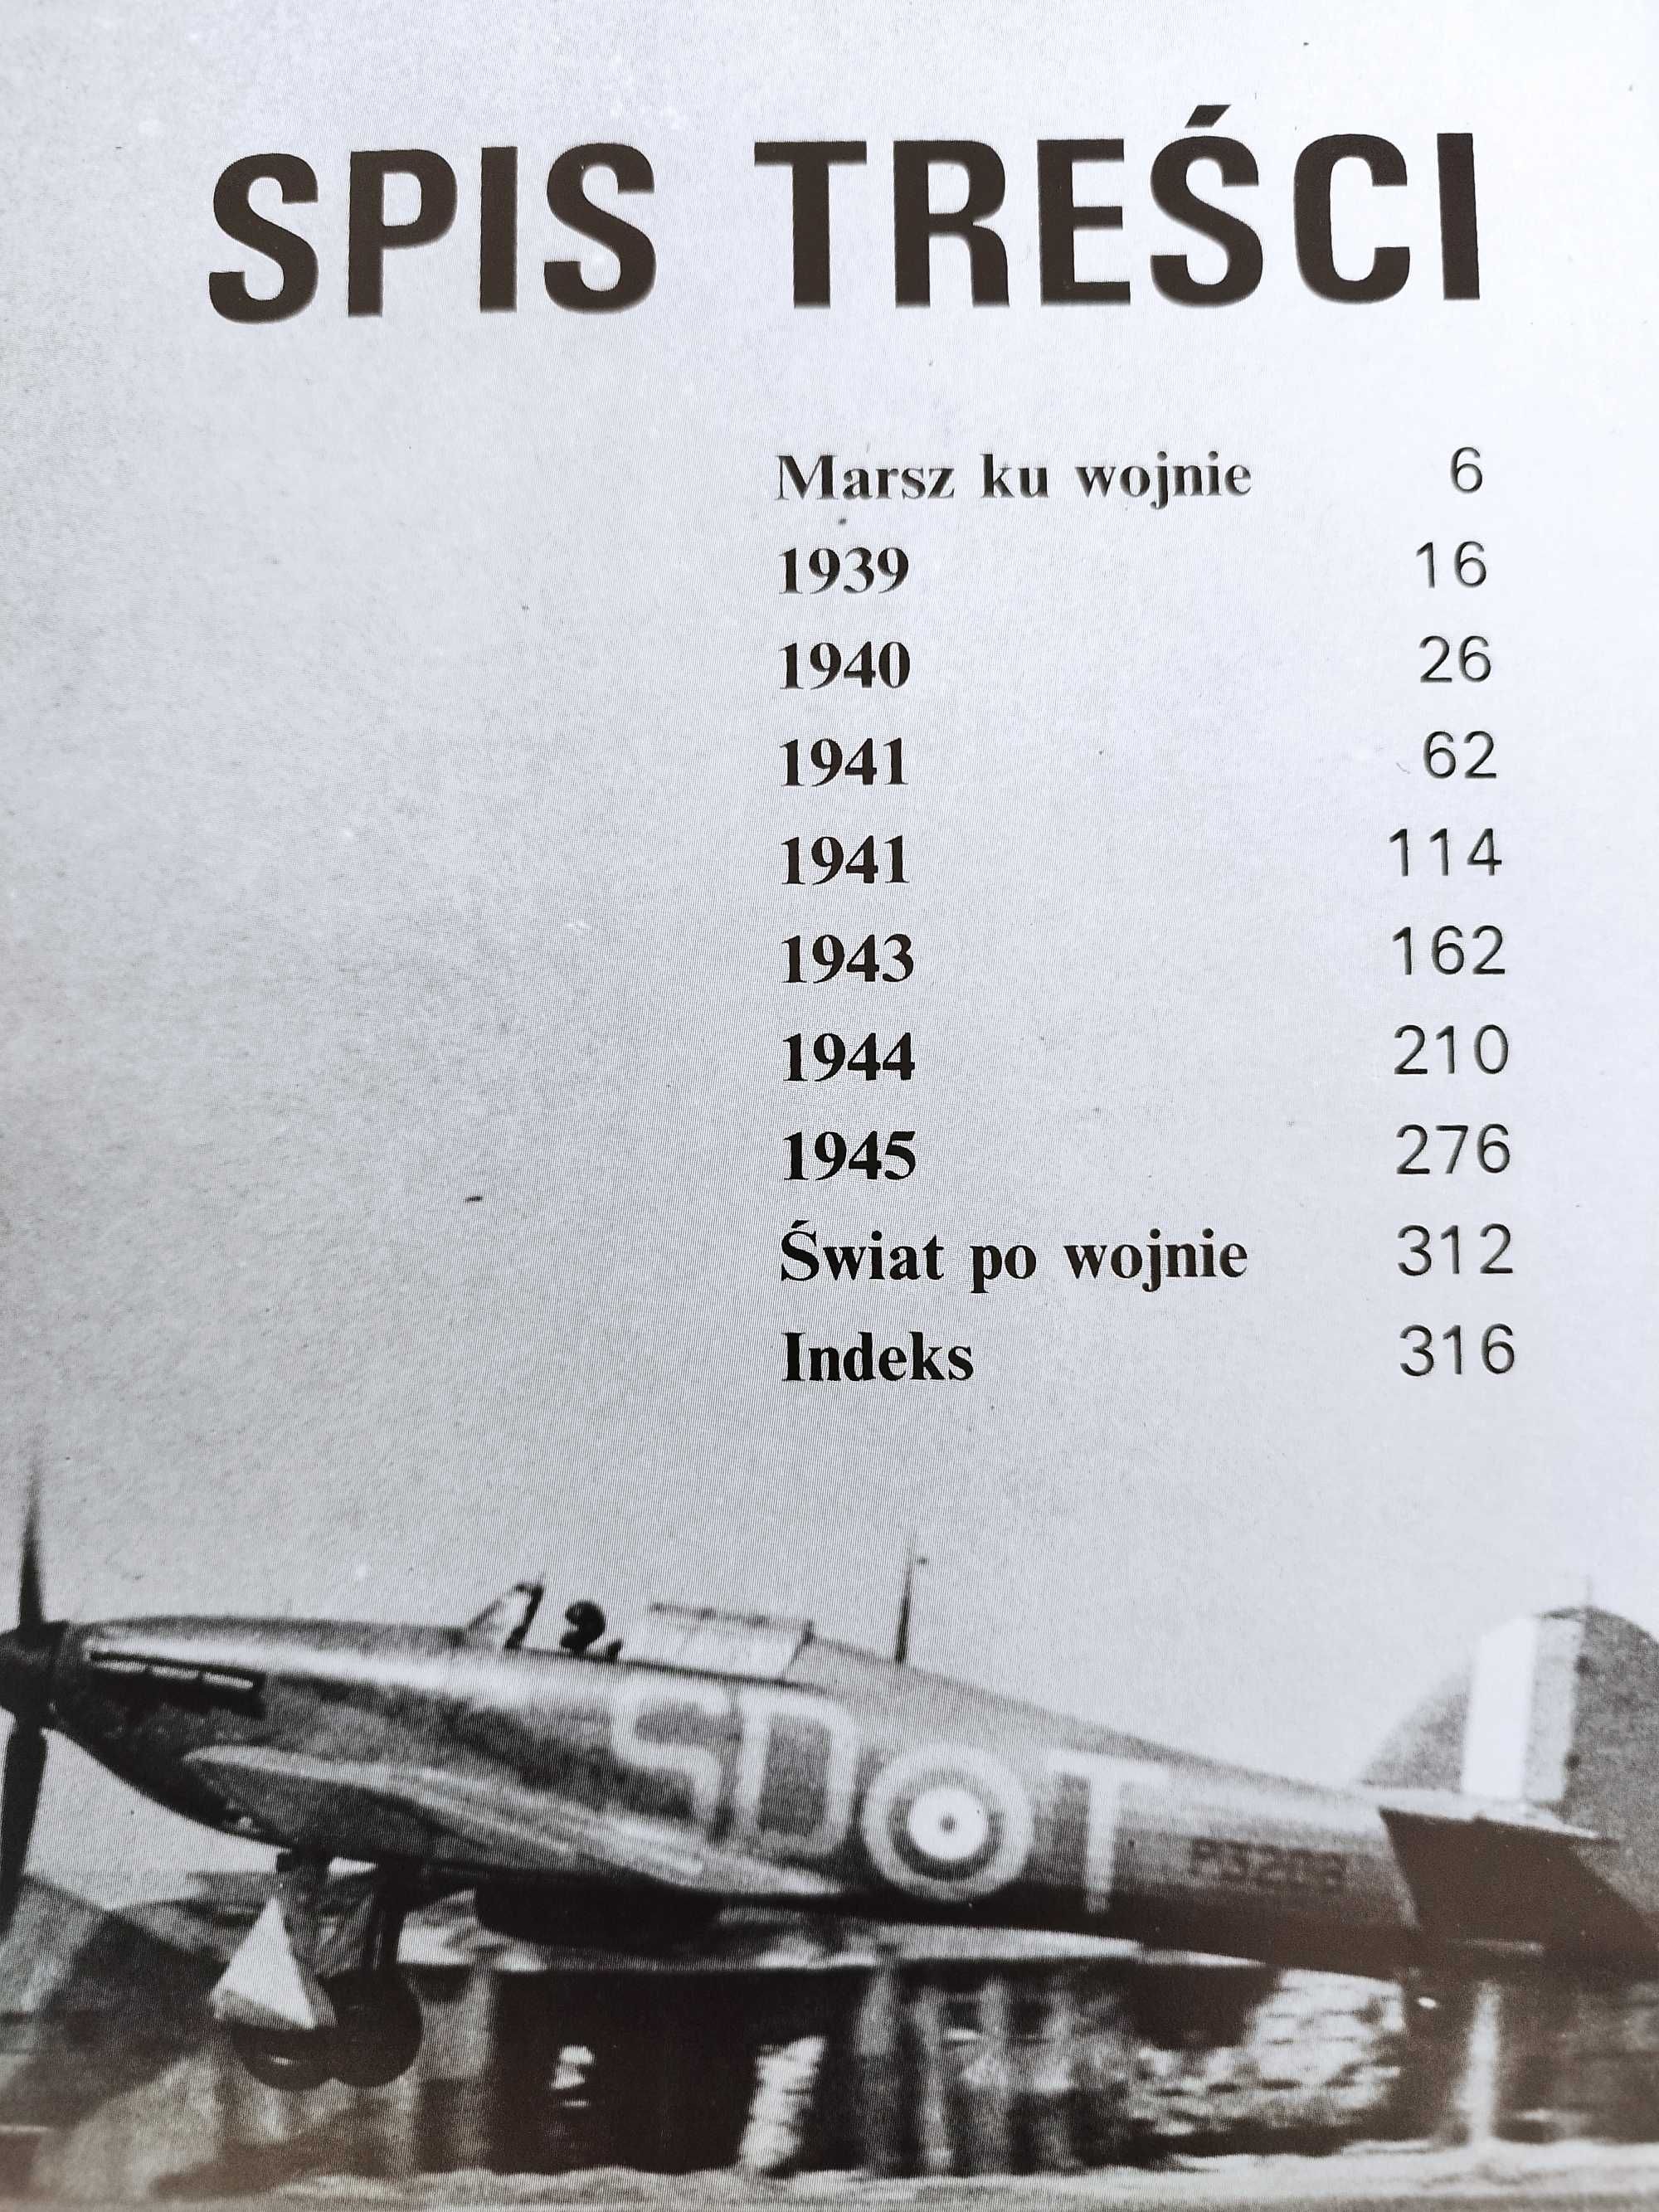 SPIS TREŚCI
Marsz ku wojnie 6
1939 16
1940 26
1941 62
1941 114
1943 162
1944 210
1945 276
Świat po wojnie 312
Indeks 316
SD T
P3208